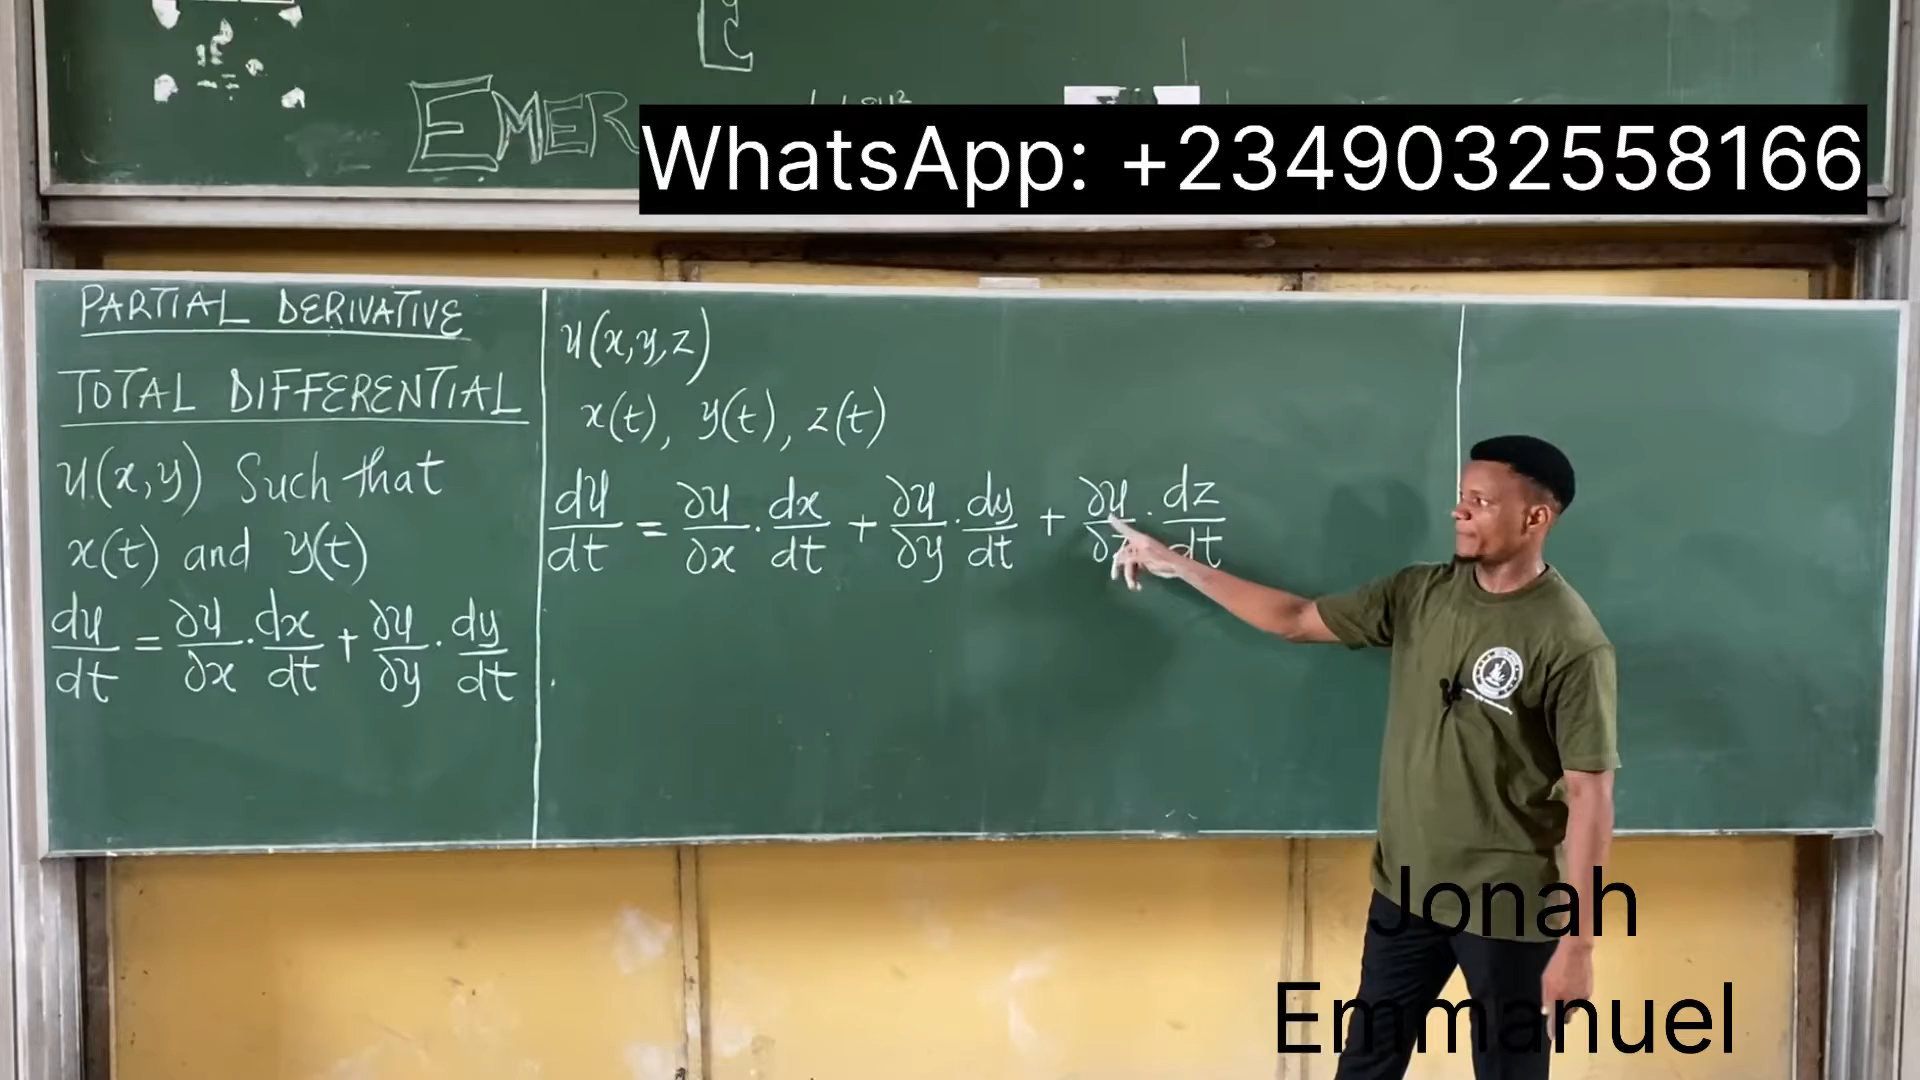 EMER
WhatsApp: +2349032558166
PARTIAL DERIVATIVE
TOTAL DIFFERENTIAL
u(x,y) Such that
x(t) and y(t)
du/dt = ∂u/∂x · dx/dt + ∂u/∂y · dy/dt
u(x,y,z)
x(t), y(t), z(t)
du/dt = ∂u/∂x · dx/dt + ∂u/∂y · dy/dt + ∂u/∂z · dz/dt
Jonah
Emmanuel